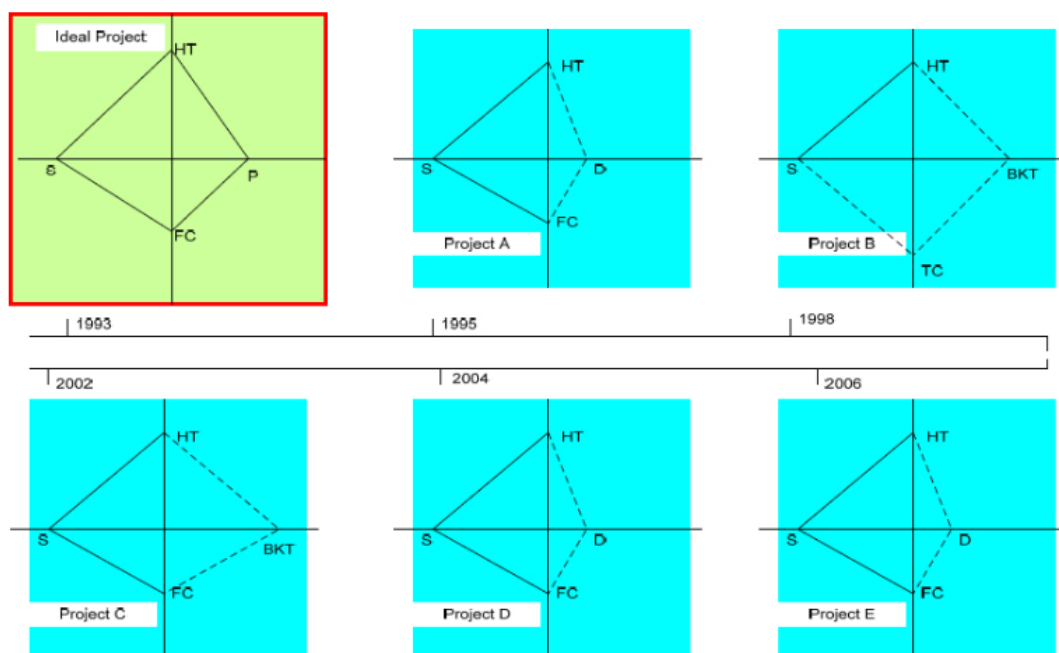 Ideal Project
HT
S
P
FC
HT
S
D
FC
Project A
HT
S
BKT
Project B
TC
1993
1995
1998
2002
2004
2006
HT
S
BKT
FC
Project C
HT
S
D
FC
Project D
HT
S
D
FC
Project E